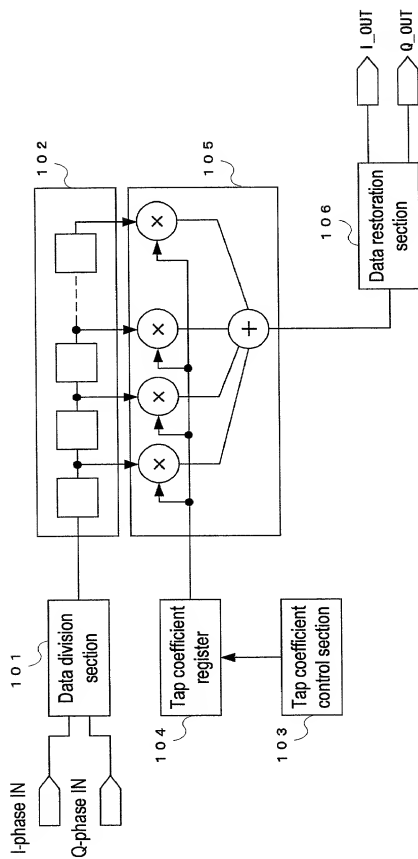 I-phase IN
Q-phase IN
101
Data division
section
102
105
×
×
×
×
+
104
Tap coefficient
register
103
Tap coefficient
control section
106
Data restoration
section
I_OUT
Q_OUT